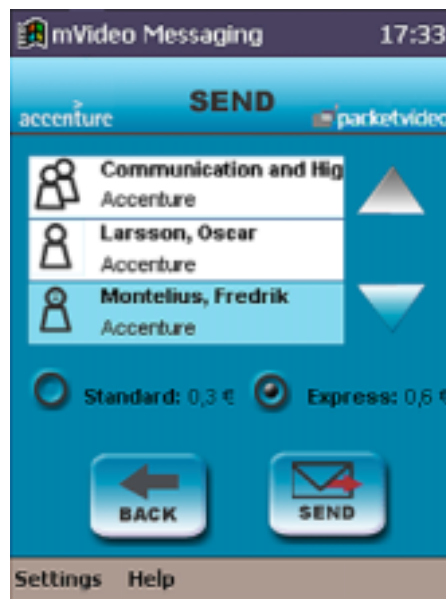 mVideo Messaging 17:33
accenture SEND packetvideo
Communication and Hig
Accenture
Larsson, Oscar
Accenture
Montelius, Fredrik
Accenture
Standard: 0,3 € Express: 0,6 €
BACK SEND
Settings Help